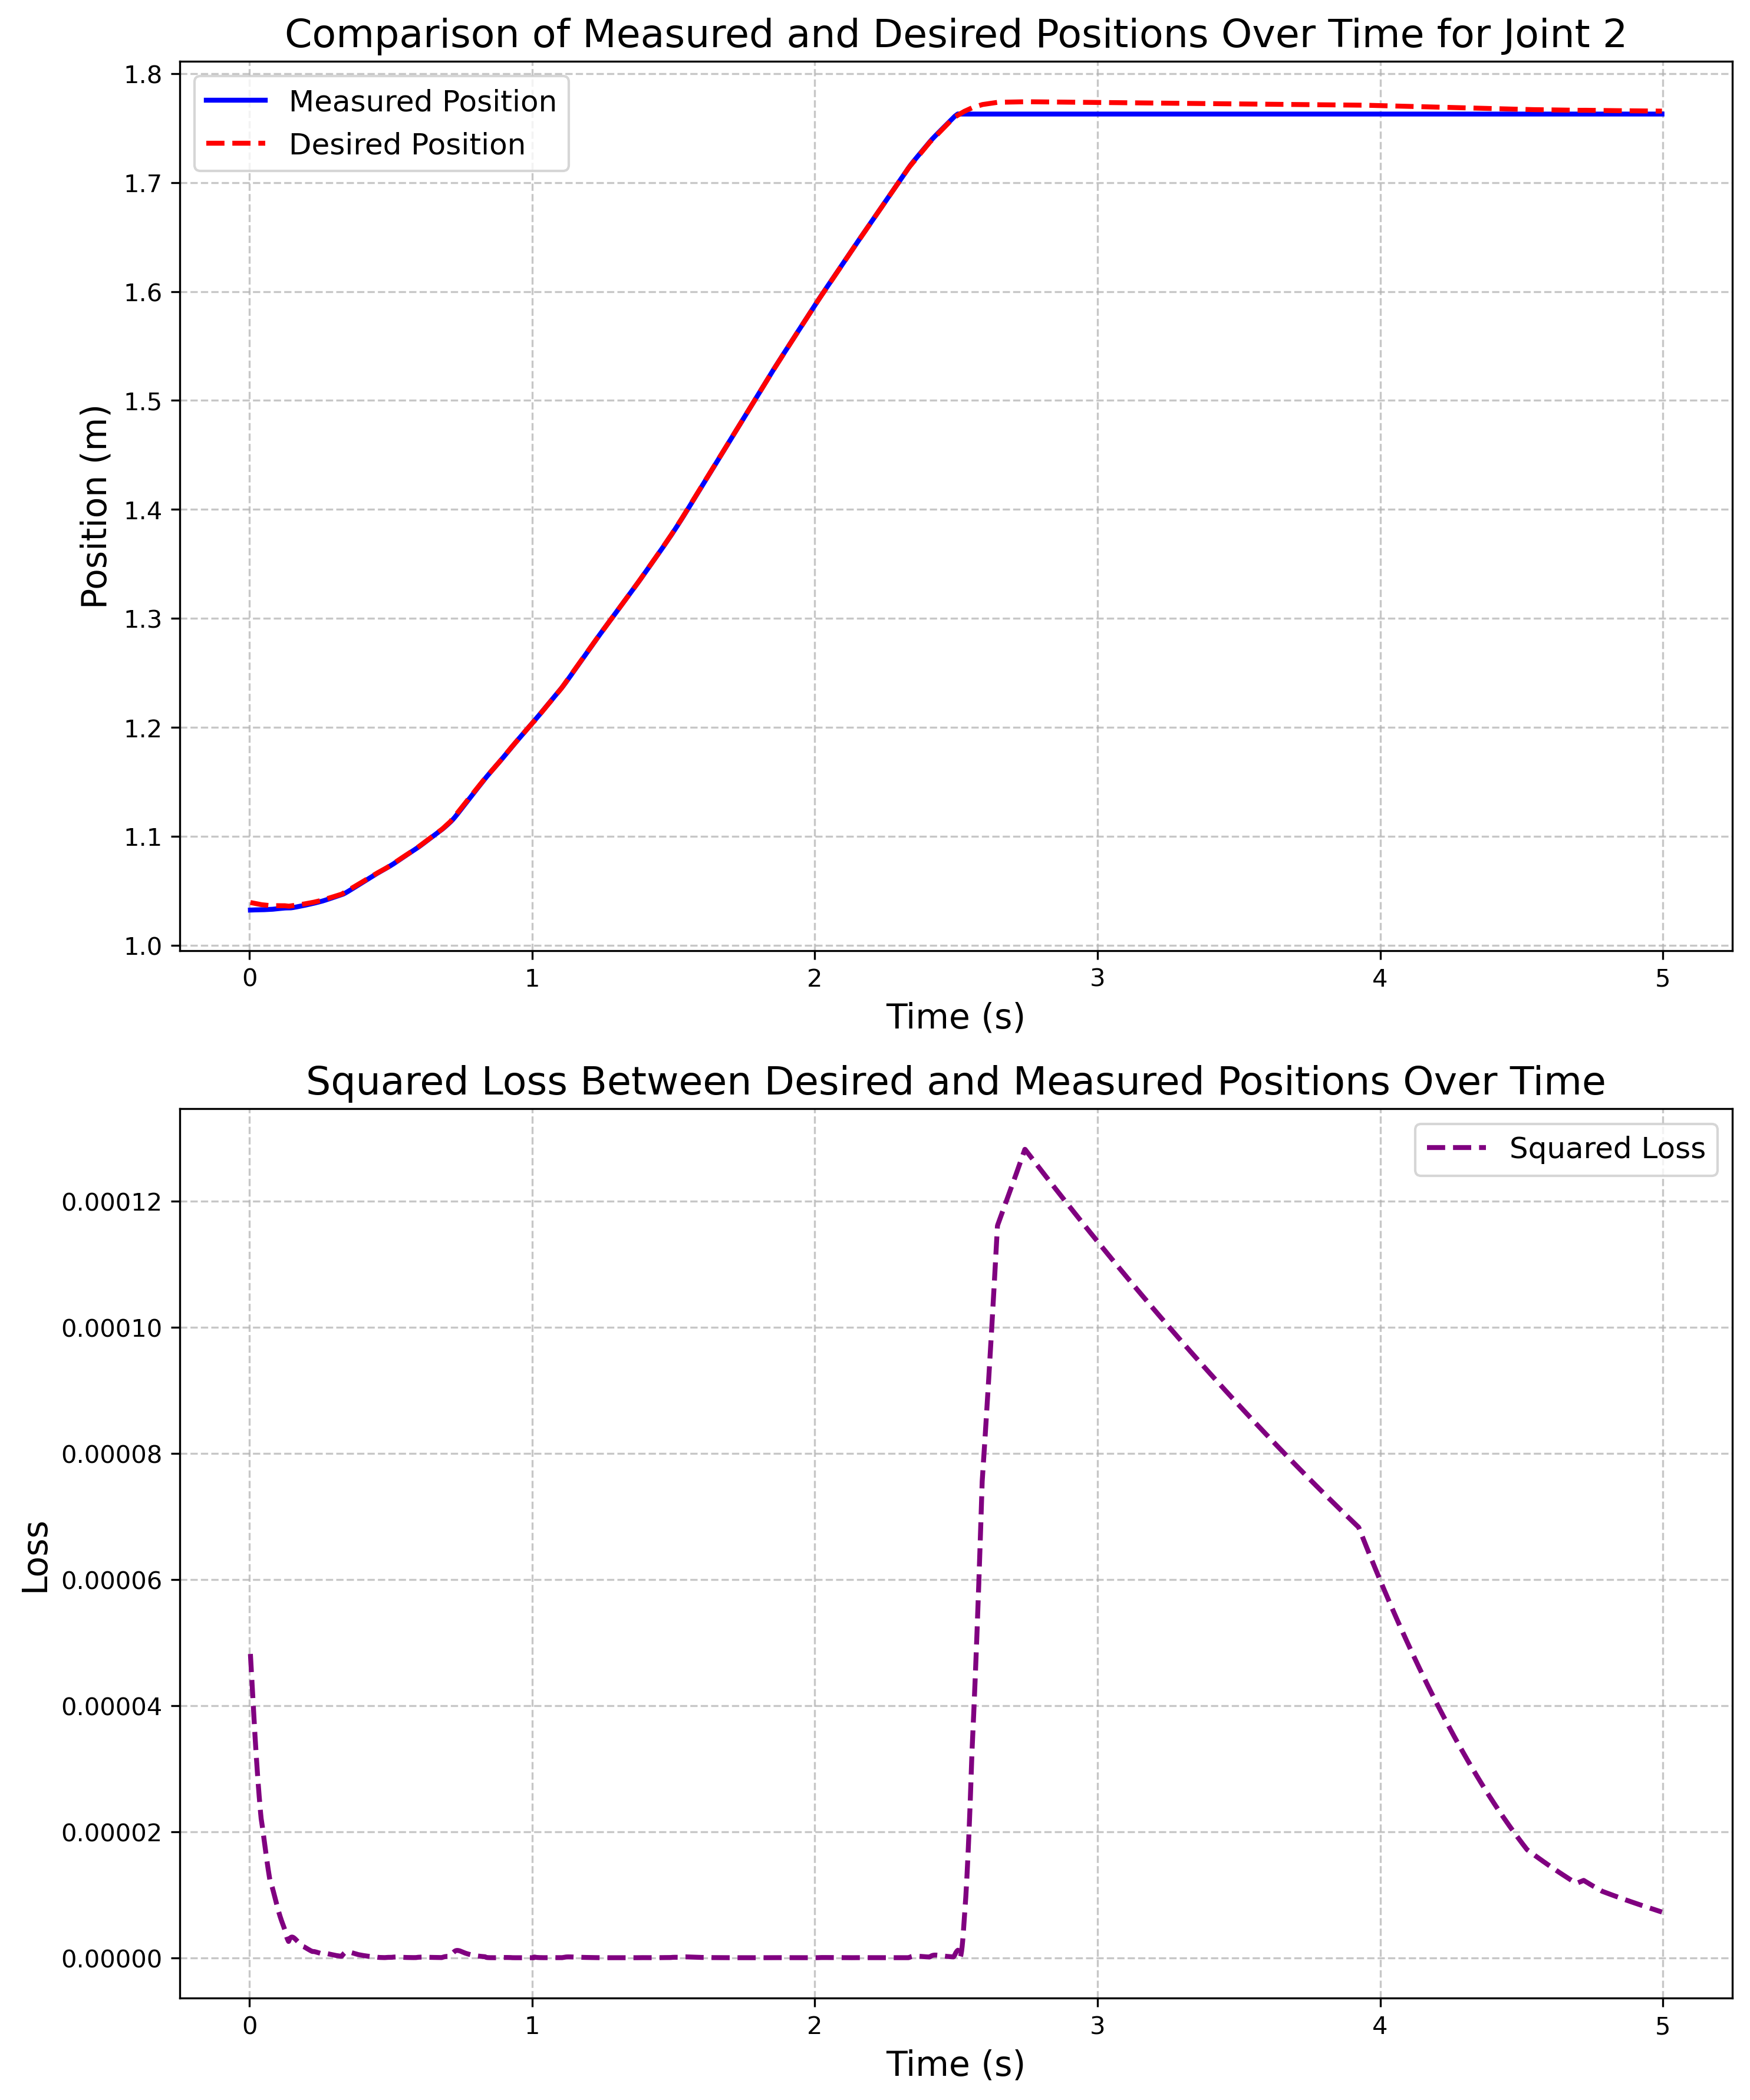 Comparison of Measured and Desired Positions Over Time for Joint 2
Measured Position
Desired Position
Position (m)
1.8
1.7
1.6
1.5
1.4
1.3
1.2
1.1
1.0
0 1 2 3 4 5
Time (s)
Squared Loss Between Desired and Measured Positions Over Time
Squared Loss
Loss
0.00012
0.00010
0.00008
0.00006
0.00004
0.00002
0.00000
0 1 2 3 4 5
Time (s)